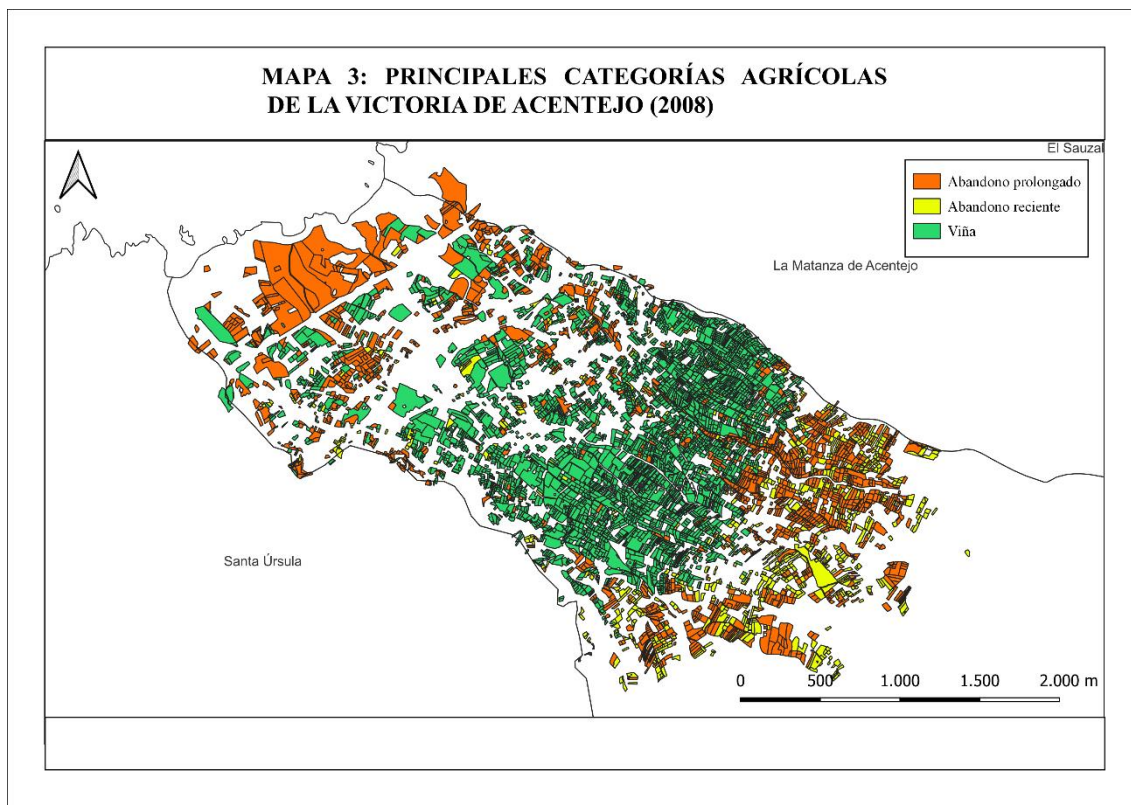 MAPA 3: PRINCIPALES CATEGORÍAS AGRÍCOLAS
DE LA VICTORIA DE ACENTEJO (2008)
El Sauzal
Abandono prolongado
Abandono reciente
Viña
La Matanza de Acentejo
Santa Úrsula
0 500 1.000 1.500 2.000 m